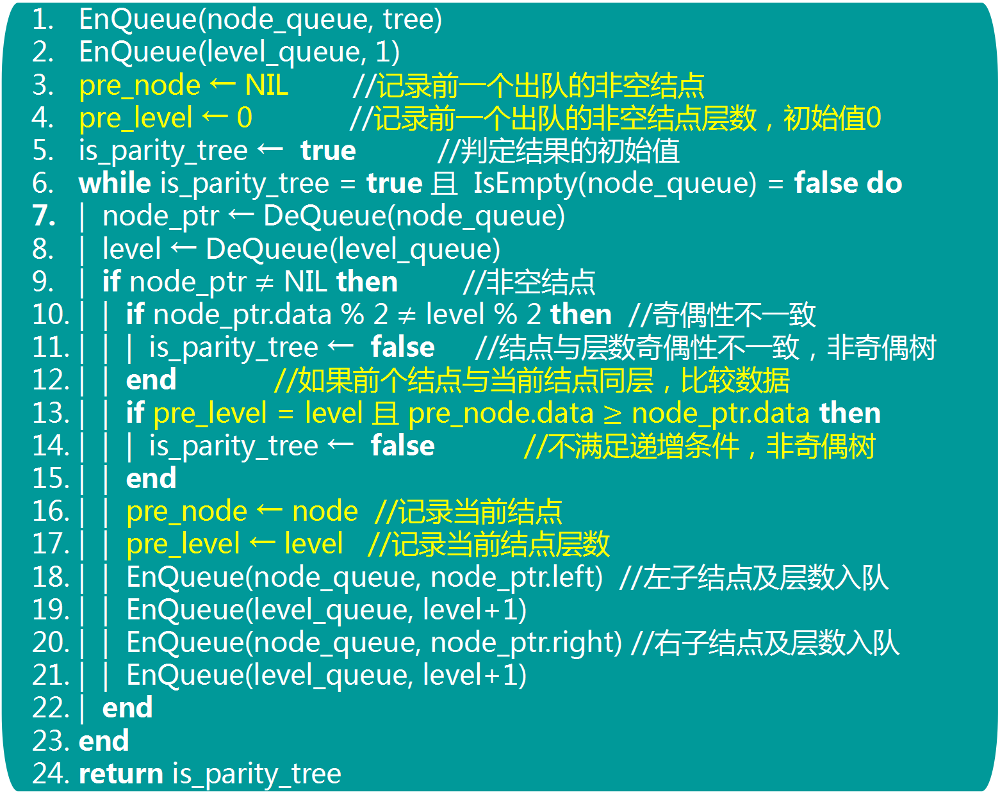 1. EnQueue(node_queue, tree)
2. EnQueue(level_queue, 1)
3. pre_node ← NIL //记录前一个出队的非空结点
4. pre_level ← 0 //记录前一个出队的非空结点层数，初始值0
5. is_parity_tree ← true //判定结果的初始值
6. while is_parity_tree = true 且 IsEmpty(node_queue) = false do
7. | node_ptr ← DeQueue(node_queue)
8. | level ← DeQueue(level_queue)
9. | if node_ptr ≠ NIL then //非空结点
10. | | if node_ptr.data % 2 ≠ level % 2 then //奇偶性不一致
11. | | | is_parity_tree ← false //结点与层数奇偶性不一致，非奇偶树
12. | | end //如果前个结点与当前结点同层，比较数据
13. | | if pre_level = level 且 pre_node.data ≥ node_ptr.data then
14. | | | is_parity_tree ← false //不满足递增条件，非奇偶树
15. | | end
16. | | pre_node ← node //记录当前结点
17. | | pre_level ← level //记录当前结点层数
18. | | EnQueue(node_queue, node_ptr.left) //左子结点及层数入队
19. | | EnQueue(level_queue, level+1)
20. | | EnQueue(node_queue, node_ptr.right) //右子结点及层数入队
21. | | EnQueue(level_queue, level+1)
22. | end
23. end
24. return is_parity_tree